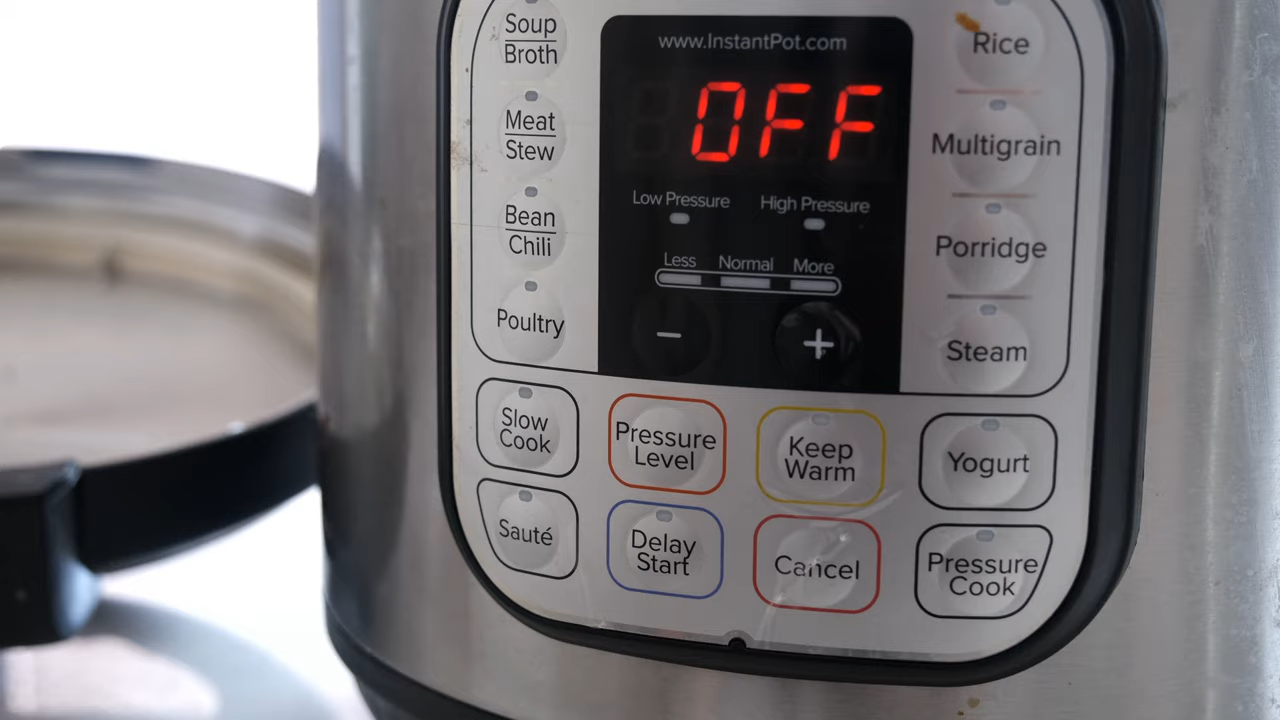 Soup
Broth
Meat
Stew
Bean
Chili
Poultry
www.InstantPot.com
OFF
Low Pressure
High Pressure
Less
Normal
More
−
+
Rice
Multigrain
Porridge
Steam
Slow
Cook
Pressure
Level
Keep
Warm
Yogurt
Sauté
Delay
Start
Cancel
Pressure
Cook